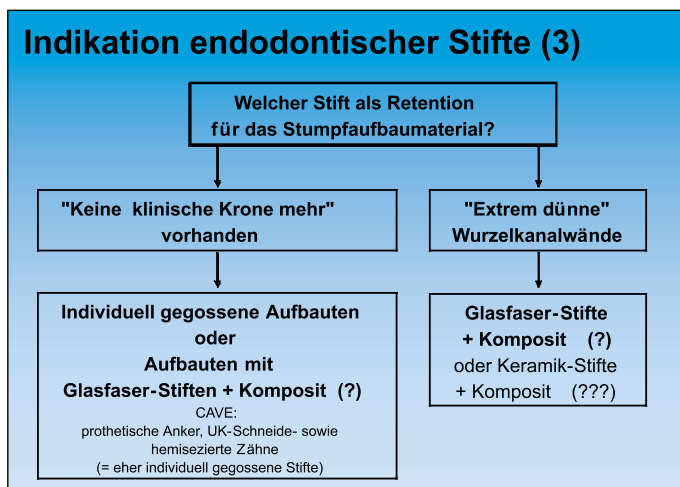 Indikation endodontischer Stifte (3)
Welcher Stift als Retention
für das Stumpfaufbaumaterial?
"Keine klinische Krone mehr"
vorhanden
"Extrem dünne"
Wurzelkanalwände
Individuell gegossene Aufbauten
oder
Aufbauten mit
Glasfaser-Stiften + Komposit (?)
CAVE:
prothetische Anker, UK-Schneide- sowie
hemisezierte Zähne
(= eher individuell gegossene Stifte)
Glasfaser-Stifte
+ Komposit (?)
oder Keramik-Stifte
+ Komposit (???)